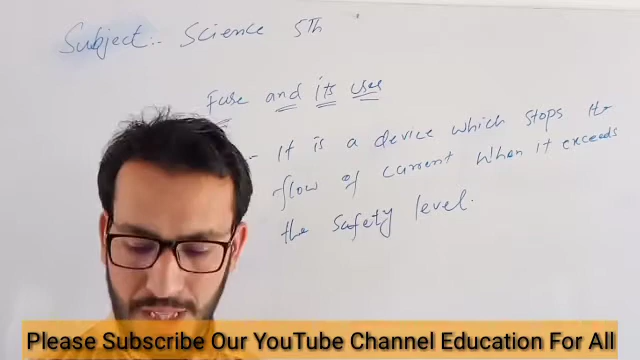 Subject:- Science 5th
Fuse and its uses
- It is a device which stops the
flow of current when it exceeds
the safety level.
Please Subscribe Our YouTube Channel Education For All